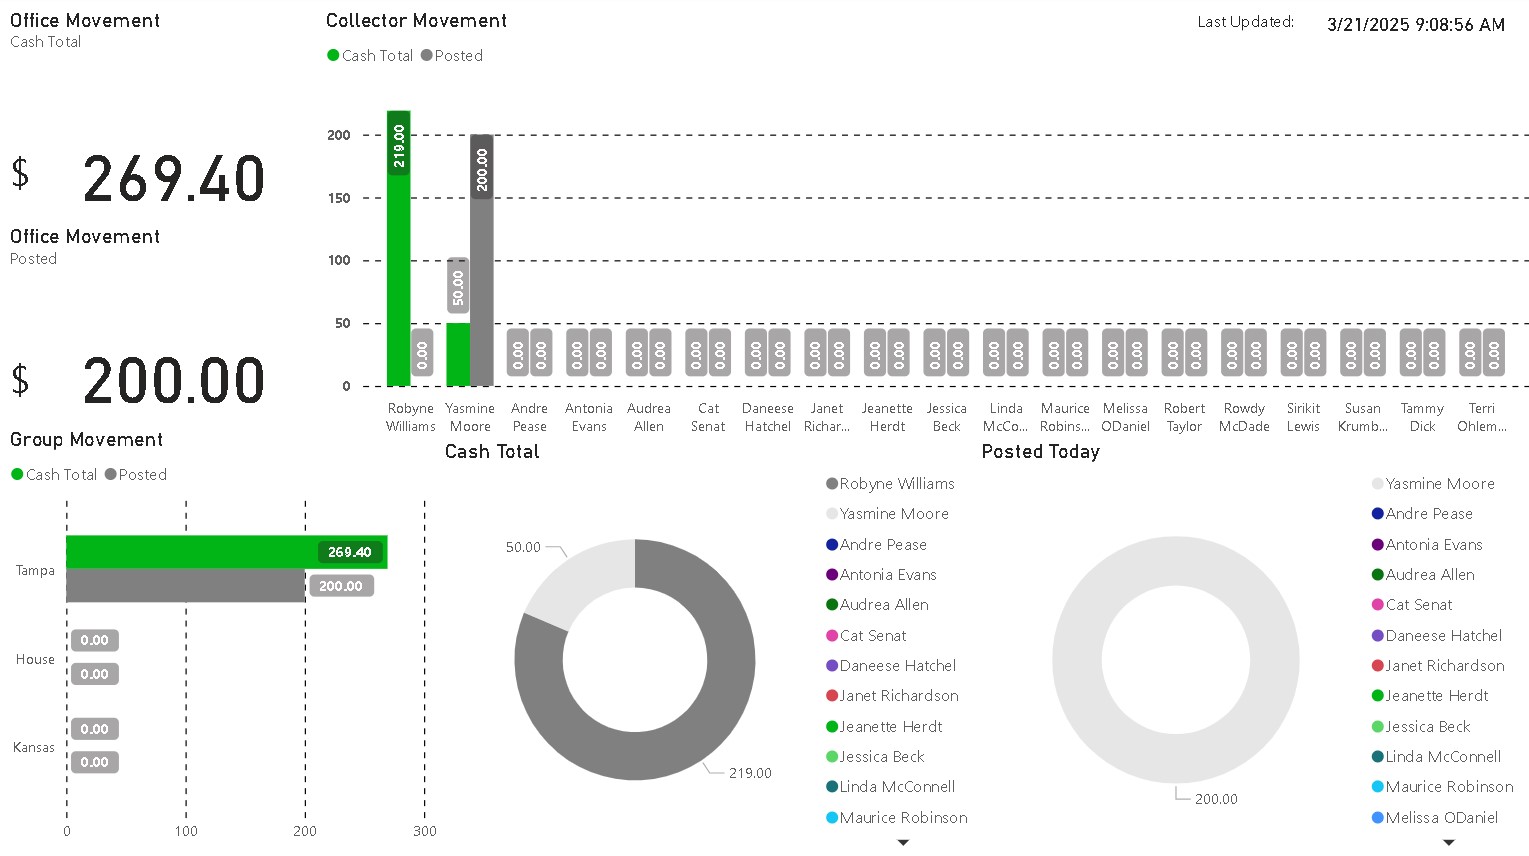 Office Movement
Cash Total
$ 269.40
Office Movement
Posted
$ 200.00
Collector Movement
Cash Total Posted
Last Updated: 3/21/2025 9:08:56 AM
200
150
100
50
0
219.00 0.00 50.00 200.00 0.00 0.00 0.00 0.00 0.00 0.00 0.00 0.00 0.00 0.00 0.00 0.00 0.00 0.00 0.00 0.00 0.00 0.00 0.00 0.00 0.00 0.00 0.00 0.00 0.00 0.00 0.00 0.00 0.00 0.00 0.00 0.00 0.00 0.00
Robyne Yasmine Andre Antonia Audrea Cat Daneese Janet Jeanette Jessica Linda Maurice Melissa Robert Rowdy Sirikit Susan Tammy Terri
Williams Moore Pease Evans Allen Senat Hatchel Richar... Herdt Beck McCo... Robins... ODaniel Taylor McDade Lewis Krumb... Dick Ohlem...
Group Movement
Cash Total Posted
Tampa
269.40
200.00
House
0.00
0.00
Kansas
0.00
0.00
0 100 200 300
Cash Total
50.00
219.00
Robyne Williams
Yasmine Moore
Andre Pease
Antonia Evans
Audrea Allen
Cat Senat
Daneese Hatchel
Janet Richardson
Jeanette Herdt
Jessica Beck
Linda McConnell
Maurice Robinson
Posted Today
200.00
Yasmine Moore
Andre Pease
Antonia Evans
Audrea Allen
Cat Senat
Daneese Hatchel
Janet Richardson
Jeanette Herdt
Jessica Beck
Linda McConnell
Maurice Robinson
Melissa ODaniel